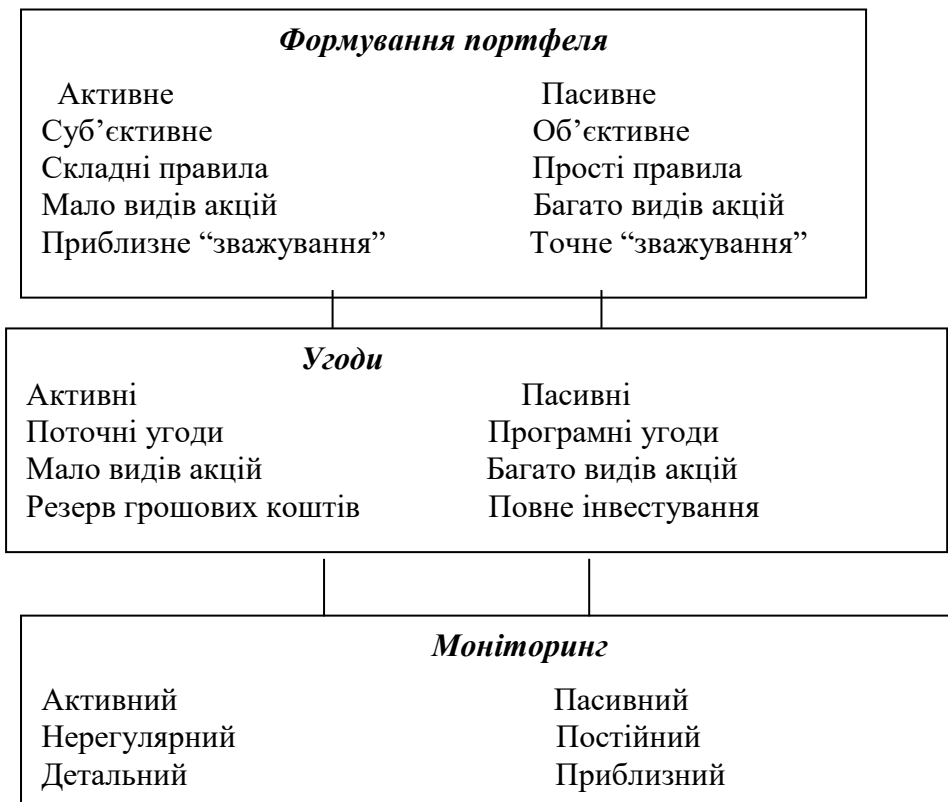 Формування портфеля
Активне Пасивне
Суб’єктивне Об’єктивне
Складні правила Прості правила
Мало видів акцій Багато видів акцій
Приблизне “зважування” Точне “зважування”
Угоди
Активні Пасивні
Поточні угоди Програмні угоди
Мало видів акцій Багато видів акцій
Резерв грошових коштів Повне інвестування
Моніторинг
Активний Пасивний
Нерегулярний Постійний
Детальний Приблизний